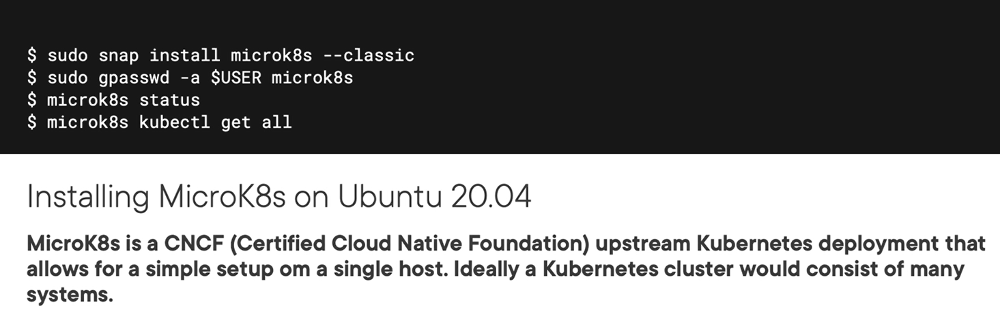 $ sudo snap install microk8s --classic
$ sudo gpasswd -a $USER microk8s
$ microk8s status
$ microk8s kubectl get all
Installing MicroK8s on Ubuntu 20.04
MicroK8s is a CNCF (Certified Cloud Native Foundation) upstream Kubernetes deployment that
allows for a simple setup om a single host. Ideally a Kubernetes cluster would consist of many
systems.